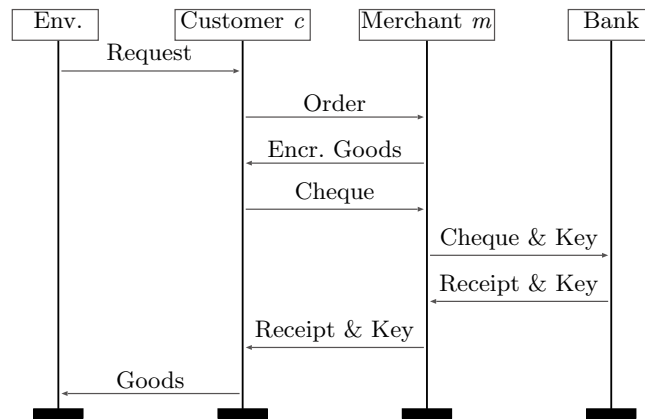 Env.
Customer c
Merchant m
Bank
Request
Order
Encr. Goods
Cheque
Cheque & Key
Receipt & Key
Receipt & Key
Goods